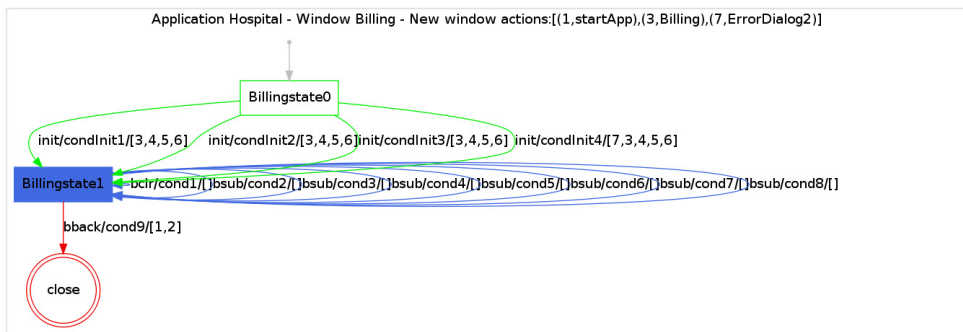 Application Hospital - Window Billing - New window actions:[(1,startApp),(3,Billing),(7,ErrorDialog2)]
Billingstate0
init/condInit1/[3,4,5,6]
init/condInit2/[3,4,5,6]
init/condInit3/[3,4,5,6]
init/condInit4/[7,3,4,5,6]
Billingstate1
bclr/cond1/[]
bsub/cond2/[]
bsub/cond3/[]
bsub/cond4/[]
bsub/cond5/[]
bsub/cond6/[]
bsub/cond7/[]
bsub/cond8/[]
bback/cond9/[1,2]
close